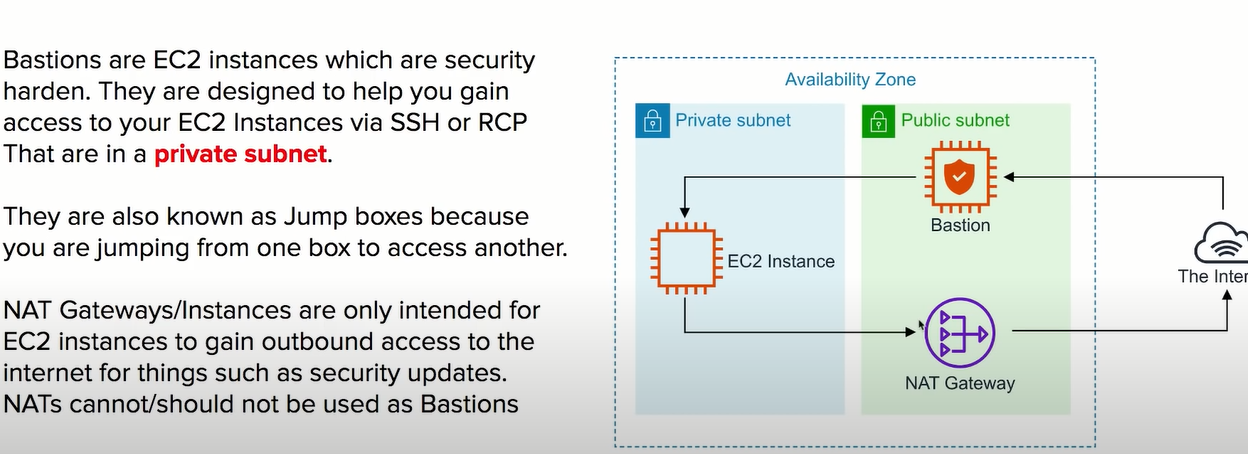 Bastions are EC2 instances which are security
harden. They are designed to help you gain
access to your EC2 Instances via SSH or RCP
That are in a private subnet.
They are also known as Jump boxes because
you are jumping from one box to access another.
NAT Gateways/Instances are only intended for
EC2 instances to gain outbound access to the
internet for things such as security updates.
NATs cannot/should not be used as Bastions
Availability Zone
Private subnet
Public subnet
Bastion
EC2 Instance
The Inter
NAT Gateway